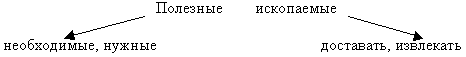 Полезные ископаемые
необходимые, нужные доставать, извлекать